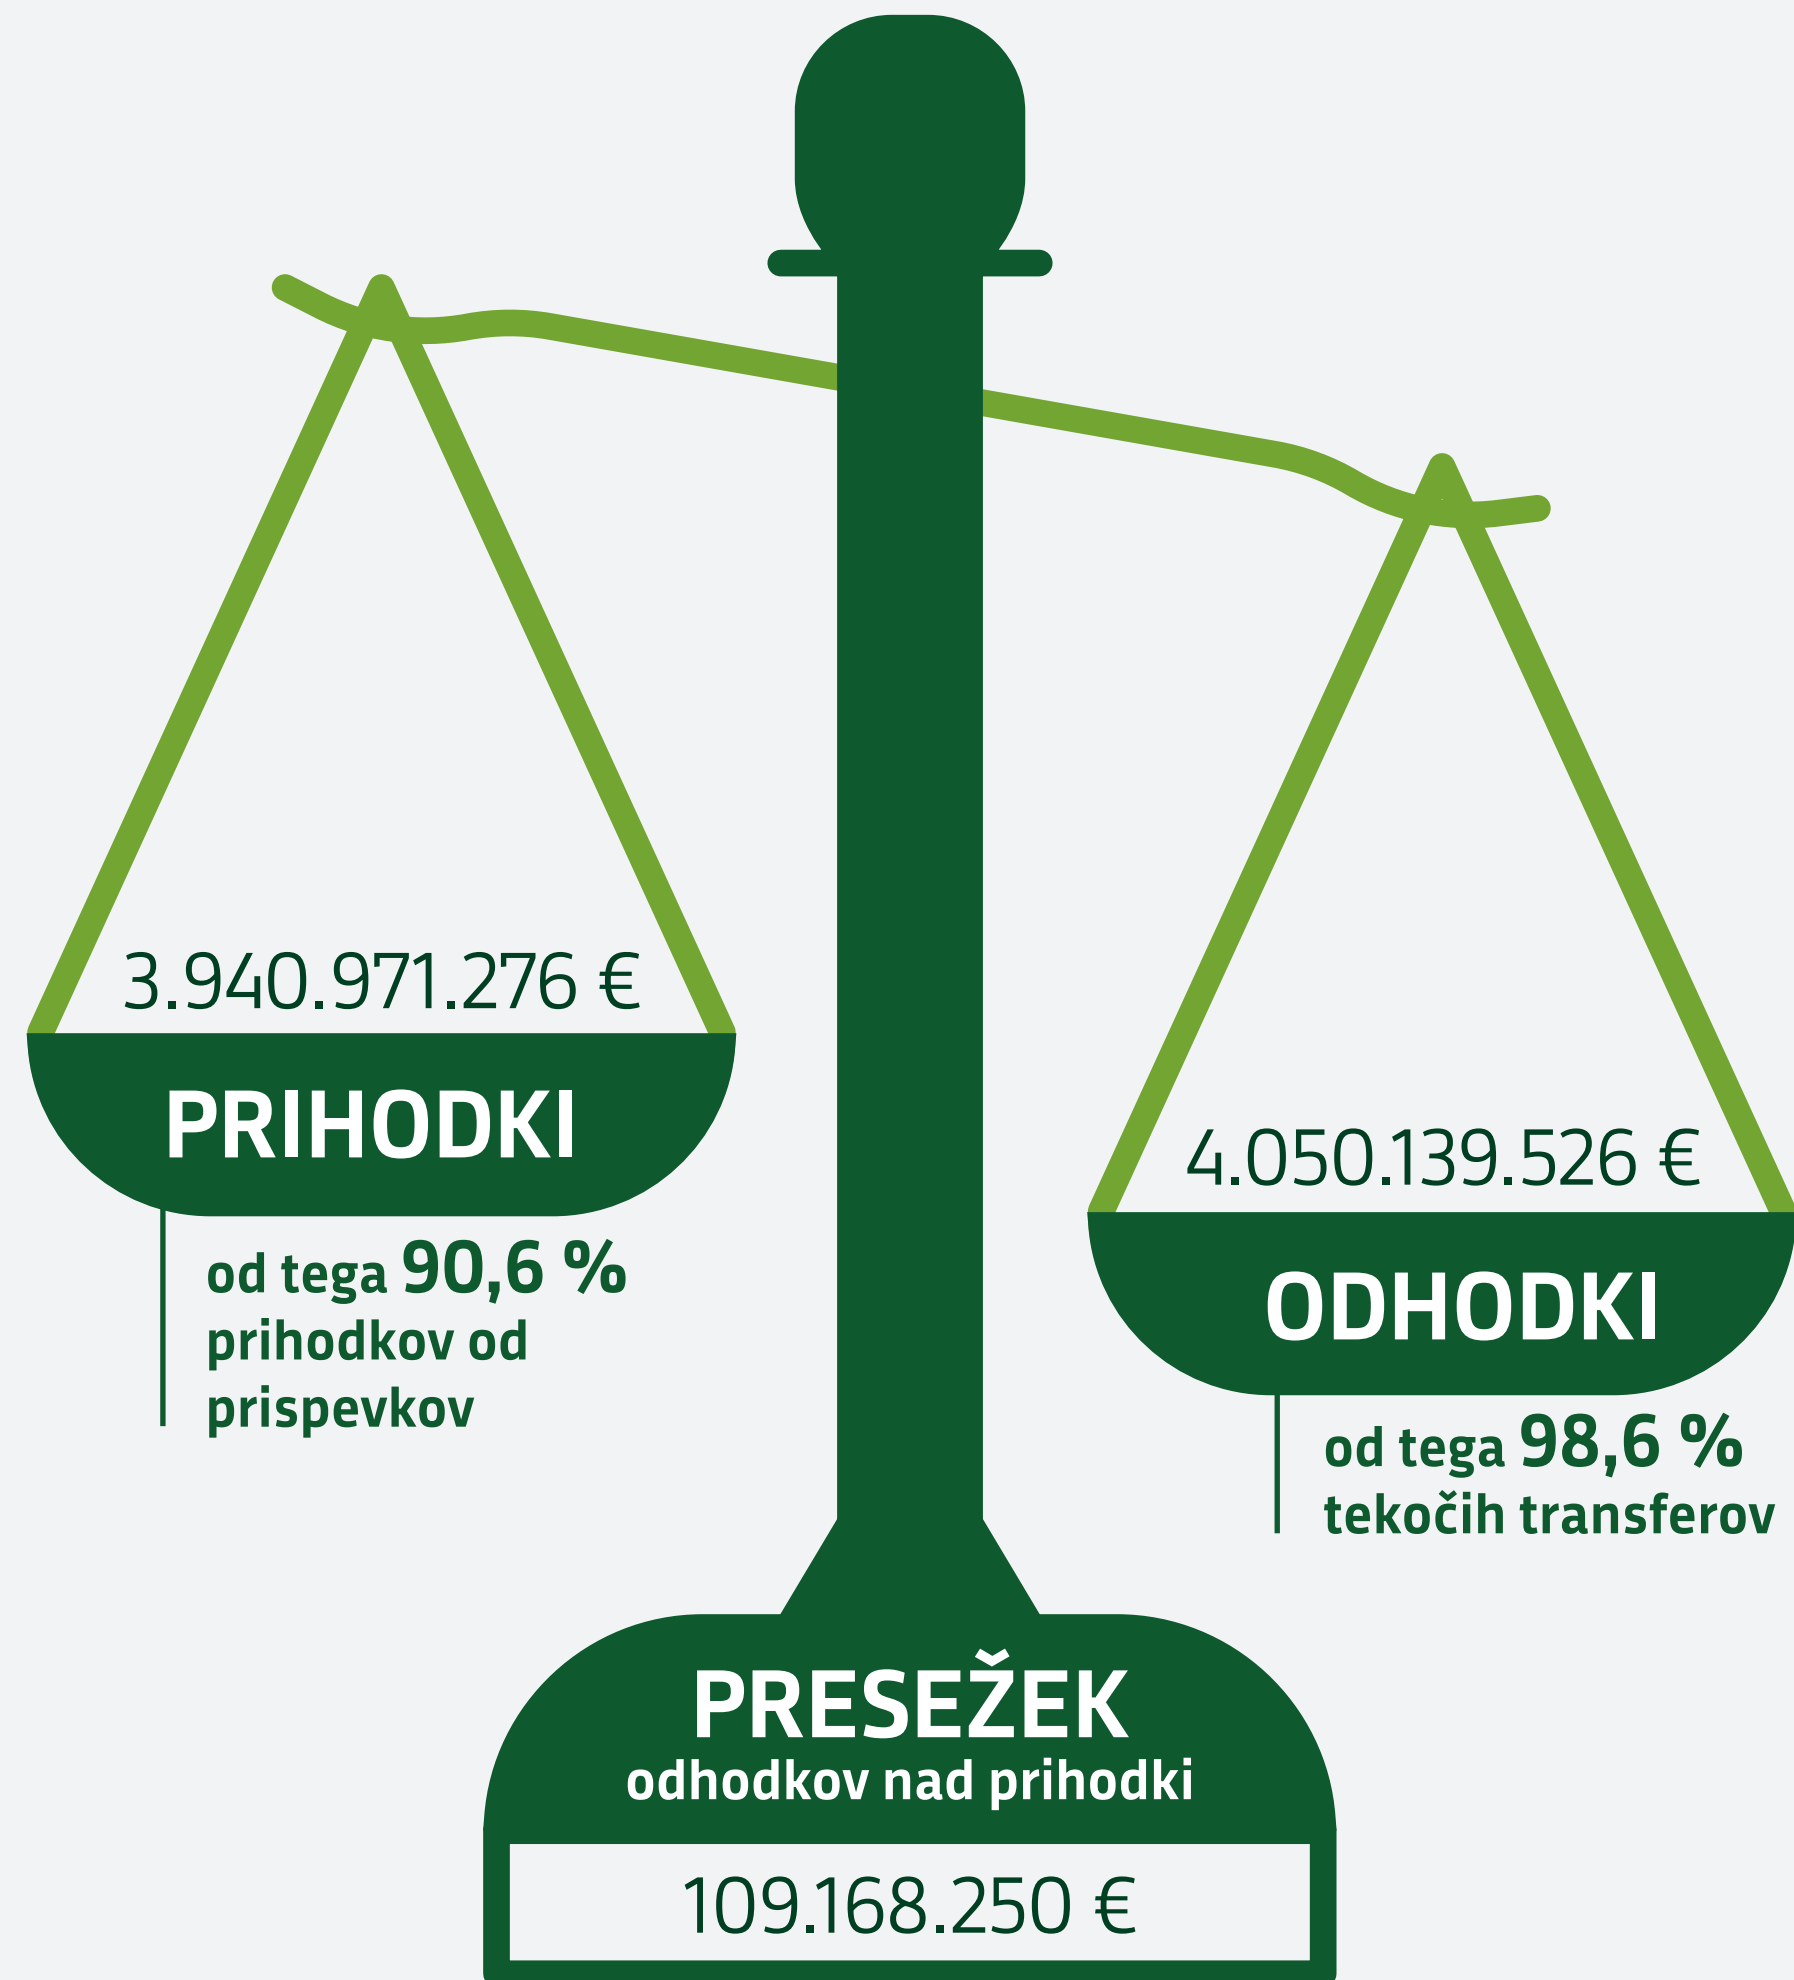 3.940.971.276 €
PRIHODKI
od tega 90,6 %
prihodkov od
prispevkov
4.050.139.526 €
ODHODKI
od tega 98,6 %
tekočih transferov
PRESEŽEK
odhodkov nad prihodki
109.168.250 €